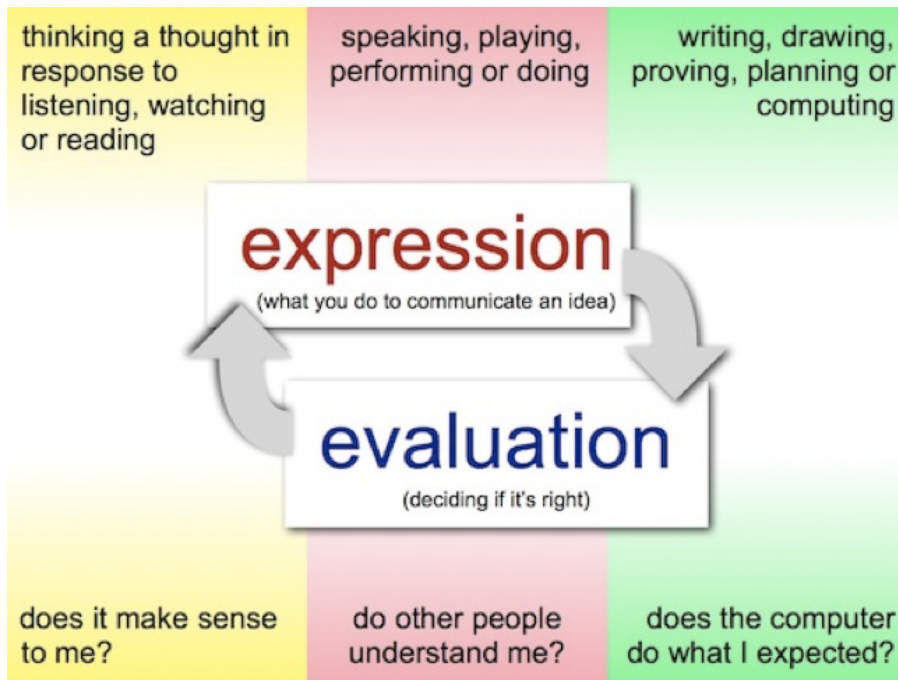 thinking a thought in
response to
listening, watching
or reading
speaking, playing,
performing or doing
writing, drawing,
proving, planning or
computing
expression
(what you do to communicate an idea)
evaluation
(deciding if it's right)
does it make sense
to me?
do other people
understand me?
does the computer
do what I expected?